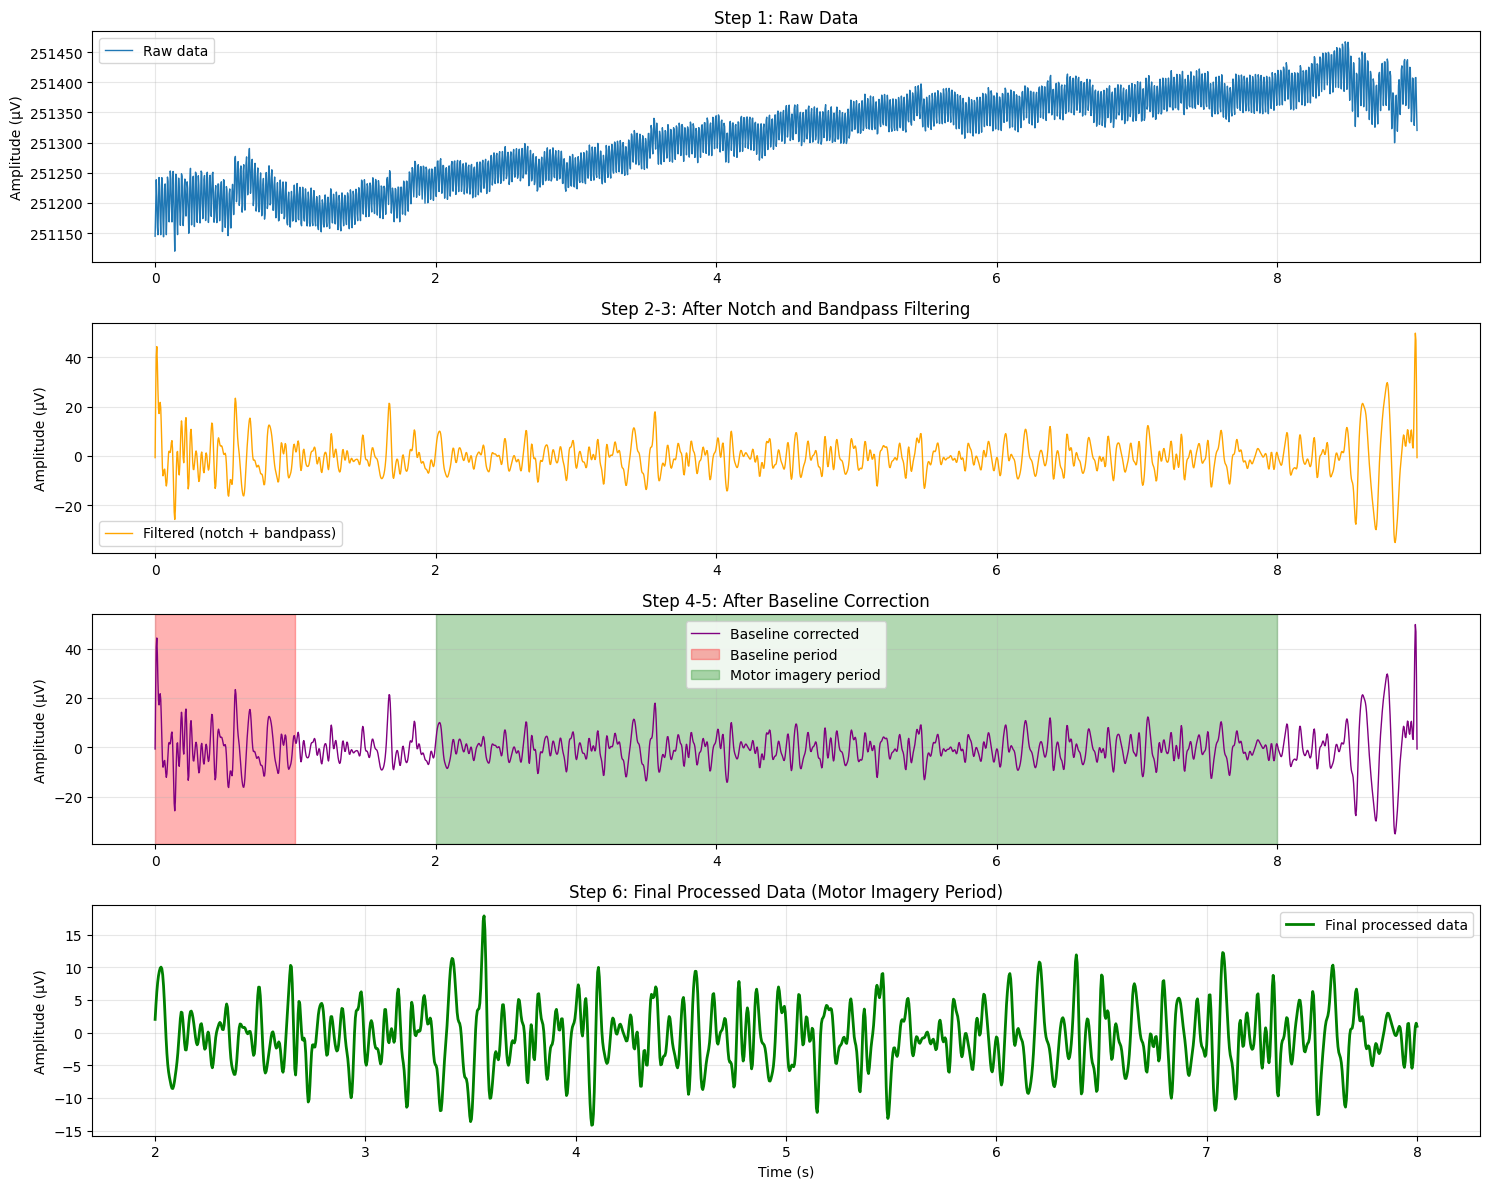 Step 1: Raw Data
Raw data
Amplitude (µV)
251450
251400
251350
251300
251250
251200
251150
0 2 4 6 8
Step 2-3: After Notch and Bandpass Filtering
Filtered (notch + bandpass)
Amplitude (µV)
40
20
0
−20
0 2 4 6 8
Step 4-5: After Baseline Correction
Baseline corrected
Baseline period
Motor imagery period
Amplitude (µV)
40
20
0
−20
0 2 4 6 8
Step 6: Final Processed Data (Motor Imagery Period)
Final processed data
Amplitude (µV)
15
10
5
0
−5
−10
−15
2 3 4 5 6 7 8
Time (s)